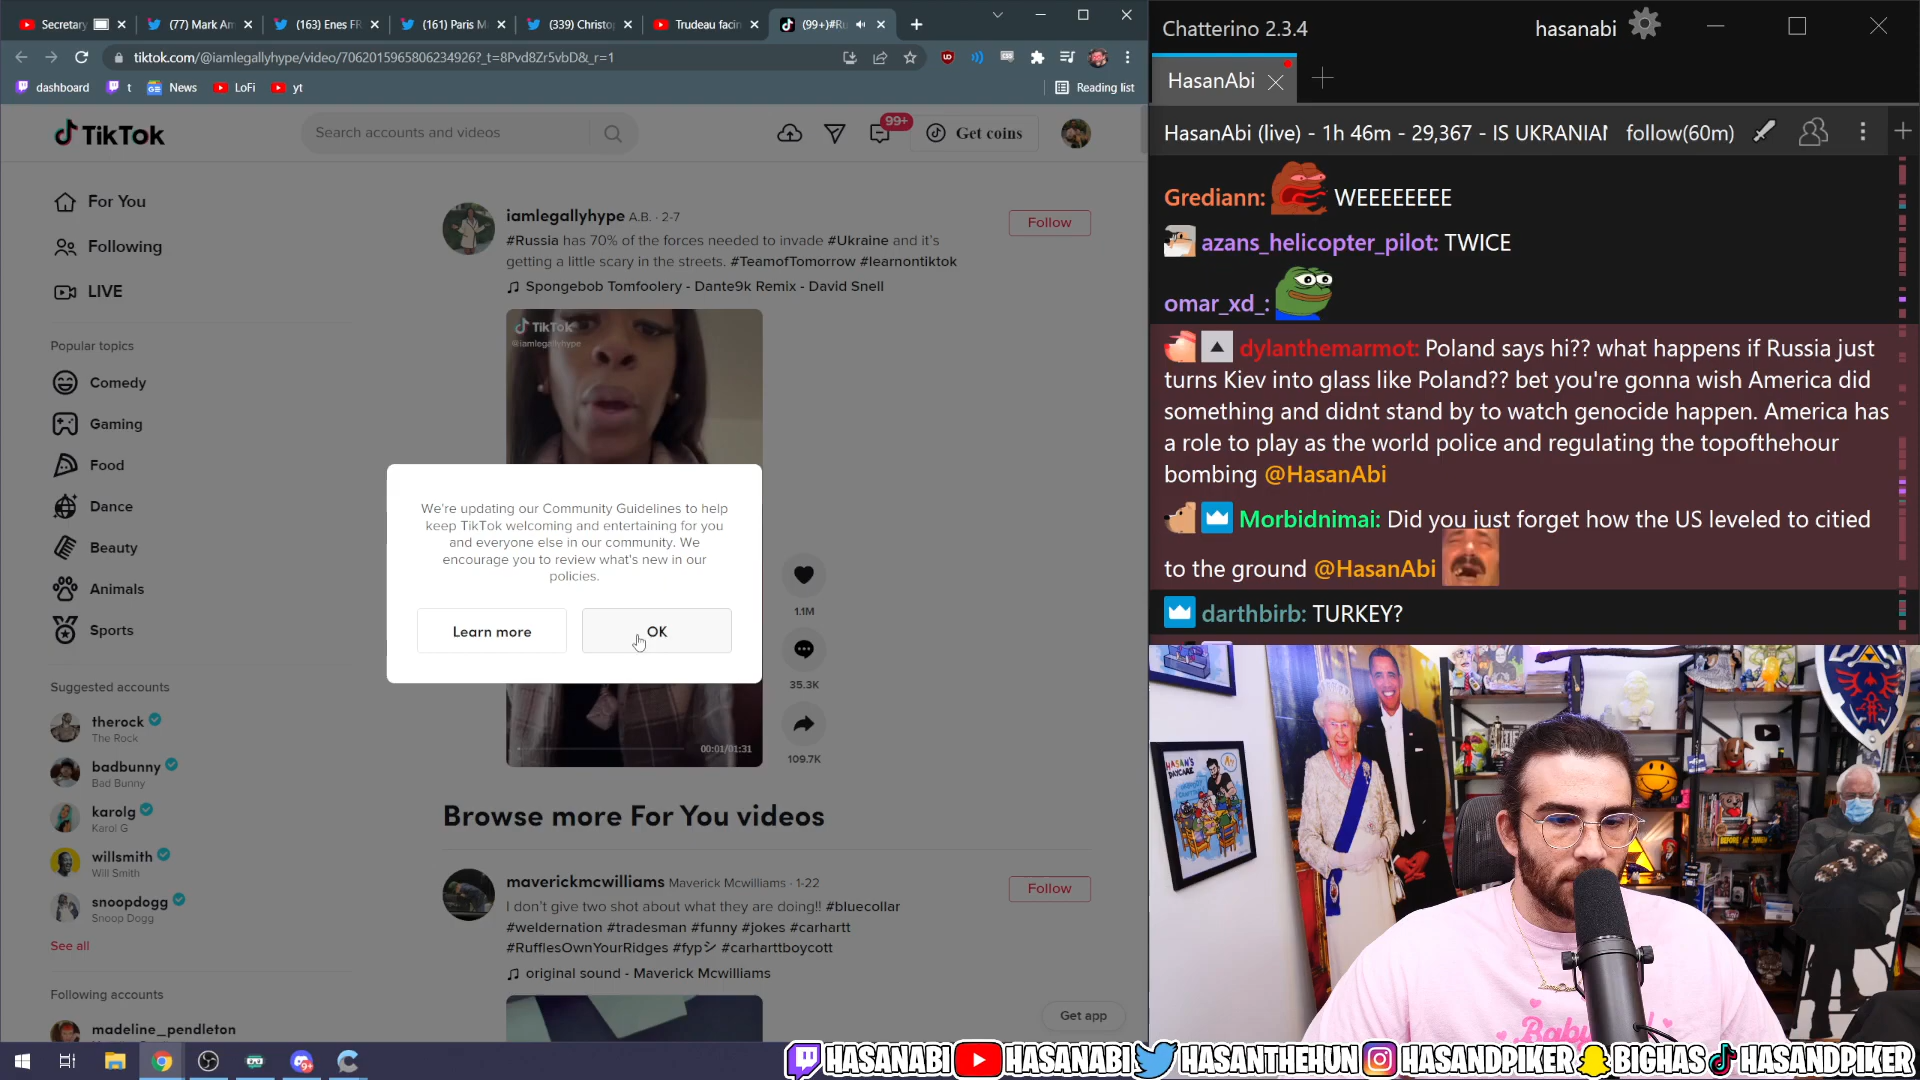 Secretary
(77) Mark Am
(163) Enes FR
(161) Paris M
(339) Christo
Trudeau facin
(99+)#Ru
tiktok.com/@iamlegallyhype/video/7062015965806234926?_t=8Pvd8Zr5vbD&_r=1
dashboard
t
News
LoFi
yt
Reading list
TikTok
Search accounts and videos
99+
Get coins
For You
Following
LIVE
Popular topics
Comedy
Gaming
Food
Dance
Beauty
Animals
Sports
Suggested accounts
therock
The Rock
badbunny
Bad Bunny
karolg
Karol G
willsmith
Will Smith
snoopdogg
Snoop Dogg
See all
Following accounts
madeline_pendleton
iamlegallyhype A.B. · 2-7
Follow
#Russia has 70% of the forces needed to invade #Ukraine and it's
getting a little scary in the streets. #TeamofTomorrow #learnontiktok
Spongebob Tomfoolery - Dante9k Remix - David Snell
TikTok
@iamlegallyhype
We're updating our Community Guidelines to help
keep TikTok welcoming and entertaining for you
and everyone else in our community. We
encourage you to review what's new in our
policies.
Learn more
OK
1.1M
35.3K
109.7K
00:01/01:31
Browse more For You videos
maverickmcwilliams Maverick Mcwilliams · 1-22
Follow
I don't give two shot about what they are doing!! #bluecollar
#weldernation #tradesman #funny #jokes #carhartt
#RufflesOwnYourRidges #fypシ #carharttboycott
original sound - Maverick Mcwilliams
Get app
Chatterino 2.3.4
hasanabi
HasanAbi
HasanAbi (live) - 1h 46m - 29,367 - IS UKRANIAN
follow(60m)
Grediann: WEEEEEEEE
azans_helicopter_pilot: TWICE
omar_xd_:
dylanthemarmot: Poland says hi?? what happens if Russia just
turns Kiev into glass like Poland?? bet you're gonna wish America did
something and didnt stand by to watch genocide happen. America has
a role to play as the world police and regulating the topofthehour
bombing @HasanAbi
Morbidnimai: Did you just forget how the US leveled to citied
to the ground @HasanAbi
darthbirb: TURKEY?
HASAN'S
DAYCARE
HASANABI
HASANABI
HASANTHEHUN
HASANDPIKER
BIGHAS
HASANDPIKER